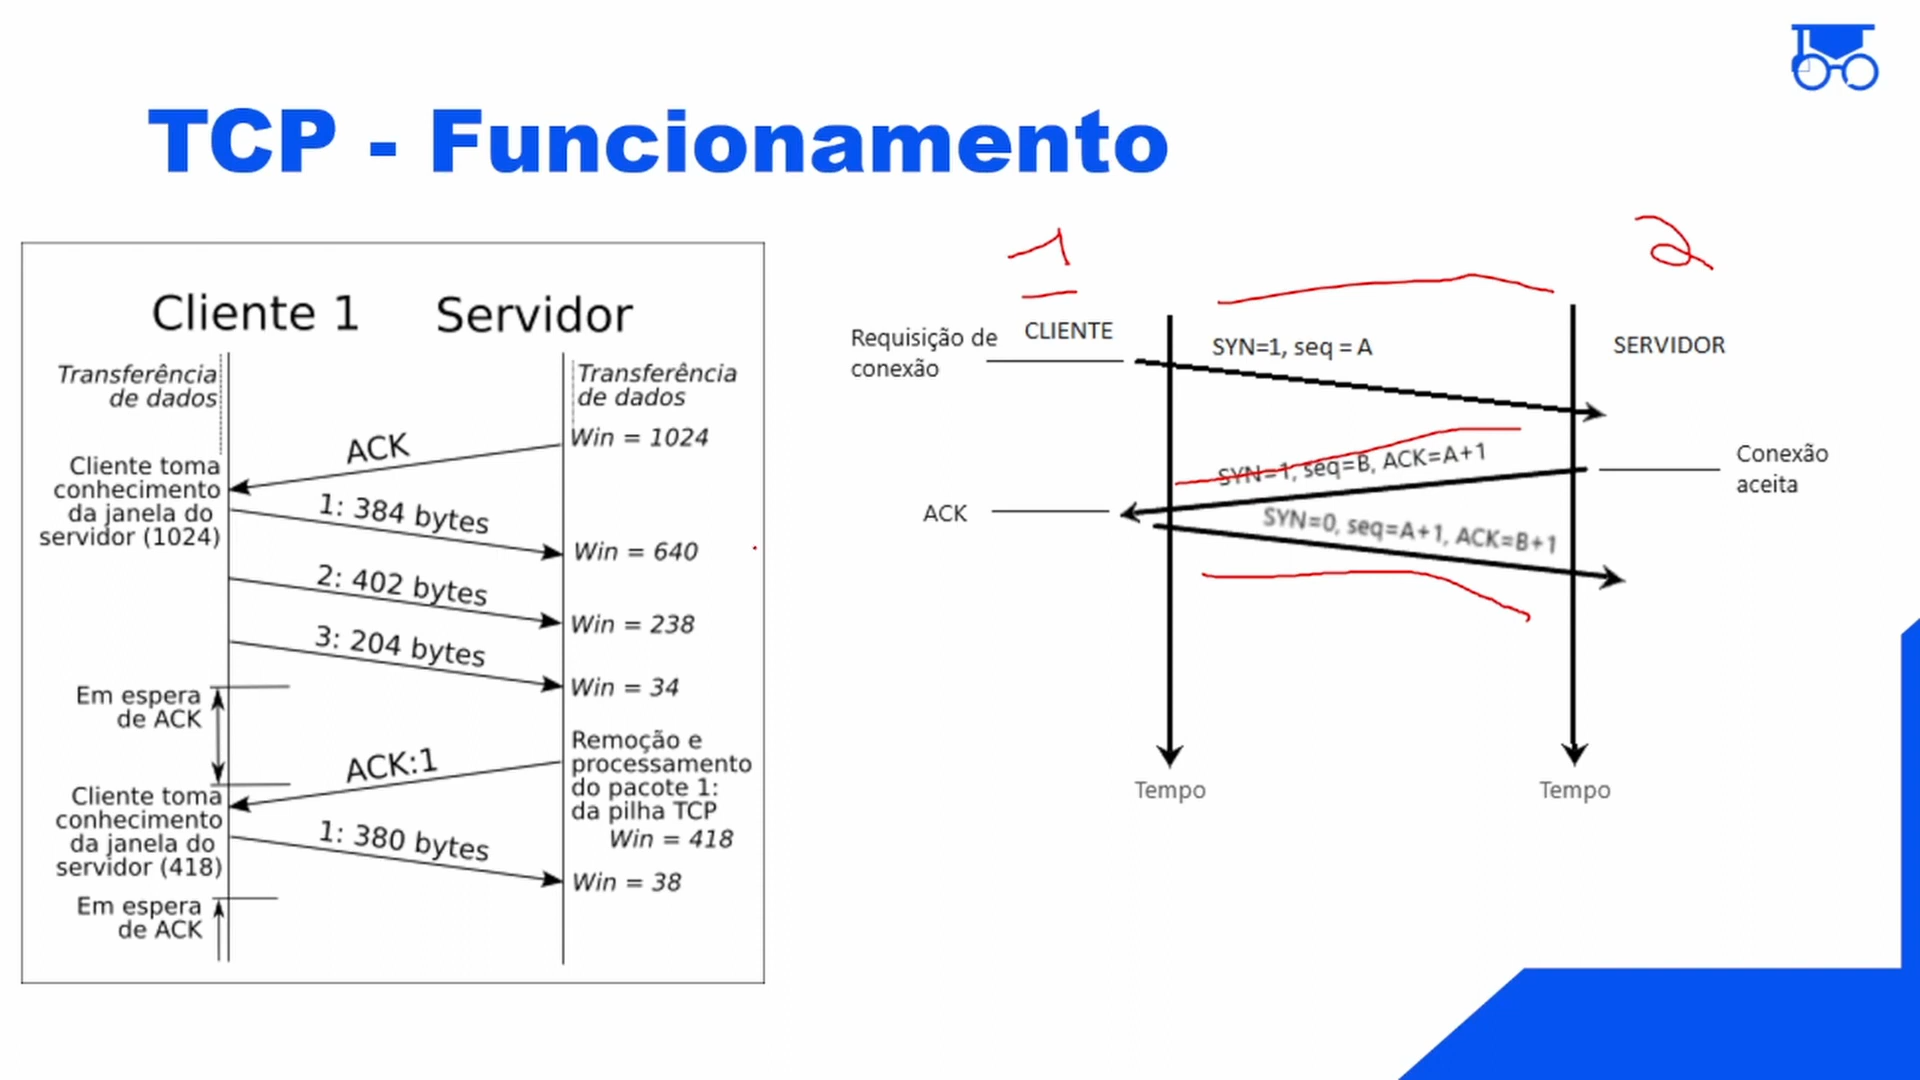 TCP - Funcionamento
Cliente 1
Servidor
Transferência
de dados
Transferência
de dados
Win = 1024
ACK
Cliente toma
conhecimento
da janela do
servidor (1024)
1: 384 bytes
Win = 640
2: 402 bytes
Win = 238
3: 204 bytes
Win = 34
Em espera
de ACK
Remoção e
processamento
do pacote 1:
da pilha TCP
Win = 418
ACK:1
Cliente toma
conhecimento
da janela do
servidor (418)
1: 380 bytes
Win = 38
Em espera
de ACK
1
2
Requisição de
conexão
CLIENTE
SYN=1, seq = A
SERVIDOR
SYN=1, seq=B, ACK=A+1
Conexão
aceita
ACK
SYN=0, seq=A+1, ACK=B+1
Tempo
Tempo